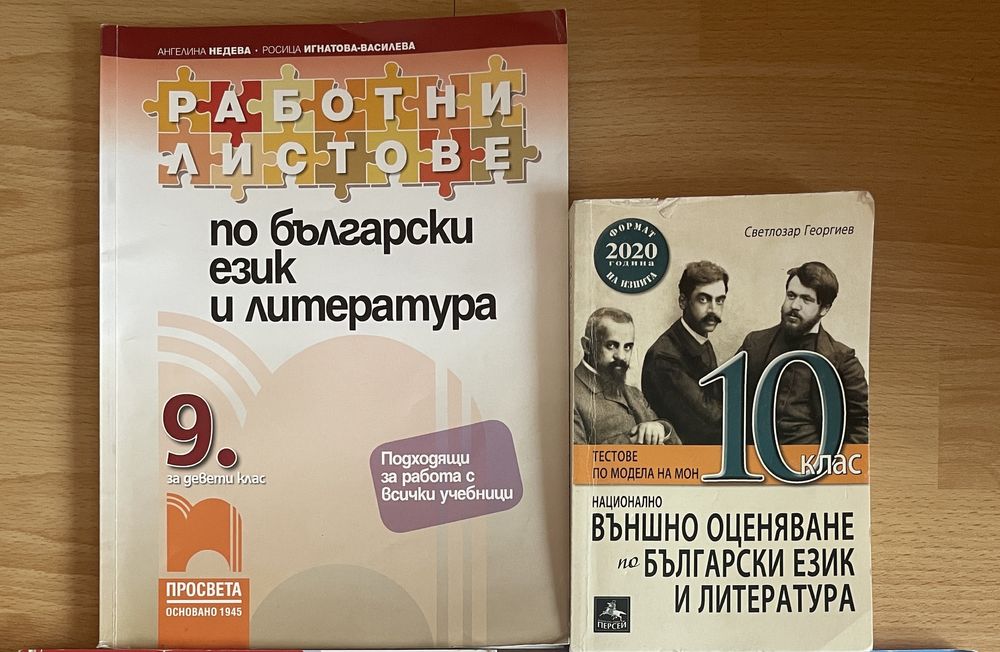 АНГЕЛИНА НЕДЕВА • РОСИЦА ИГНАТОВА-ВАСИЛЕВА
РАБОТНИ
ЛИСТОВЕ
по български
език
и литература
9.
за девети клас
Подходящи
за работа с
всички учебници
ПРОСВЕТА
ОСНОВАНО 1945
Светлозар Георгиев
ФОРМАТ
2020
ГОДИНА
НА ИЗПИТА
10
клас
ТЕСТОВЕ
ПО МОДЕЛА НА МОН
НАЦИОНАЛНО
ВЪНШНО ОЦЕНЯВАНЕ
по БЪЛГАРСКИ ЕЗИК
И ЛИТЕРАТУРА
ПЕРСЕЙ